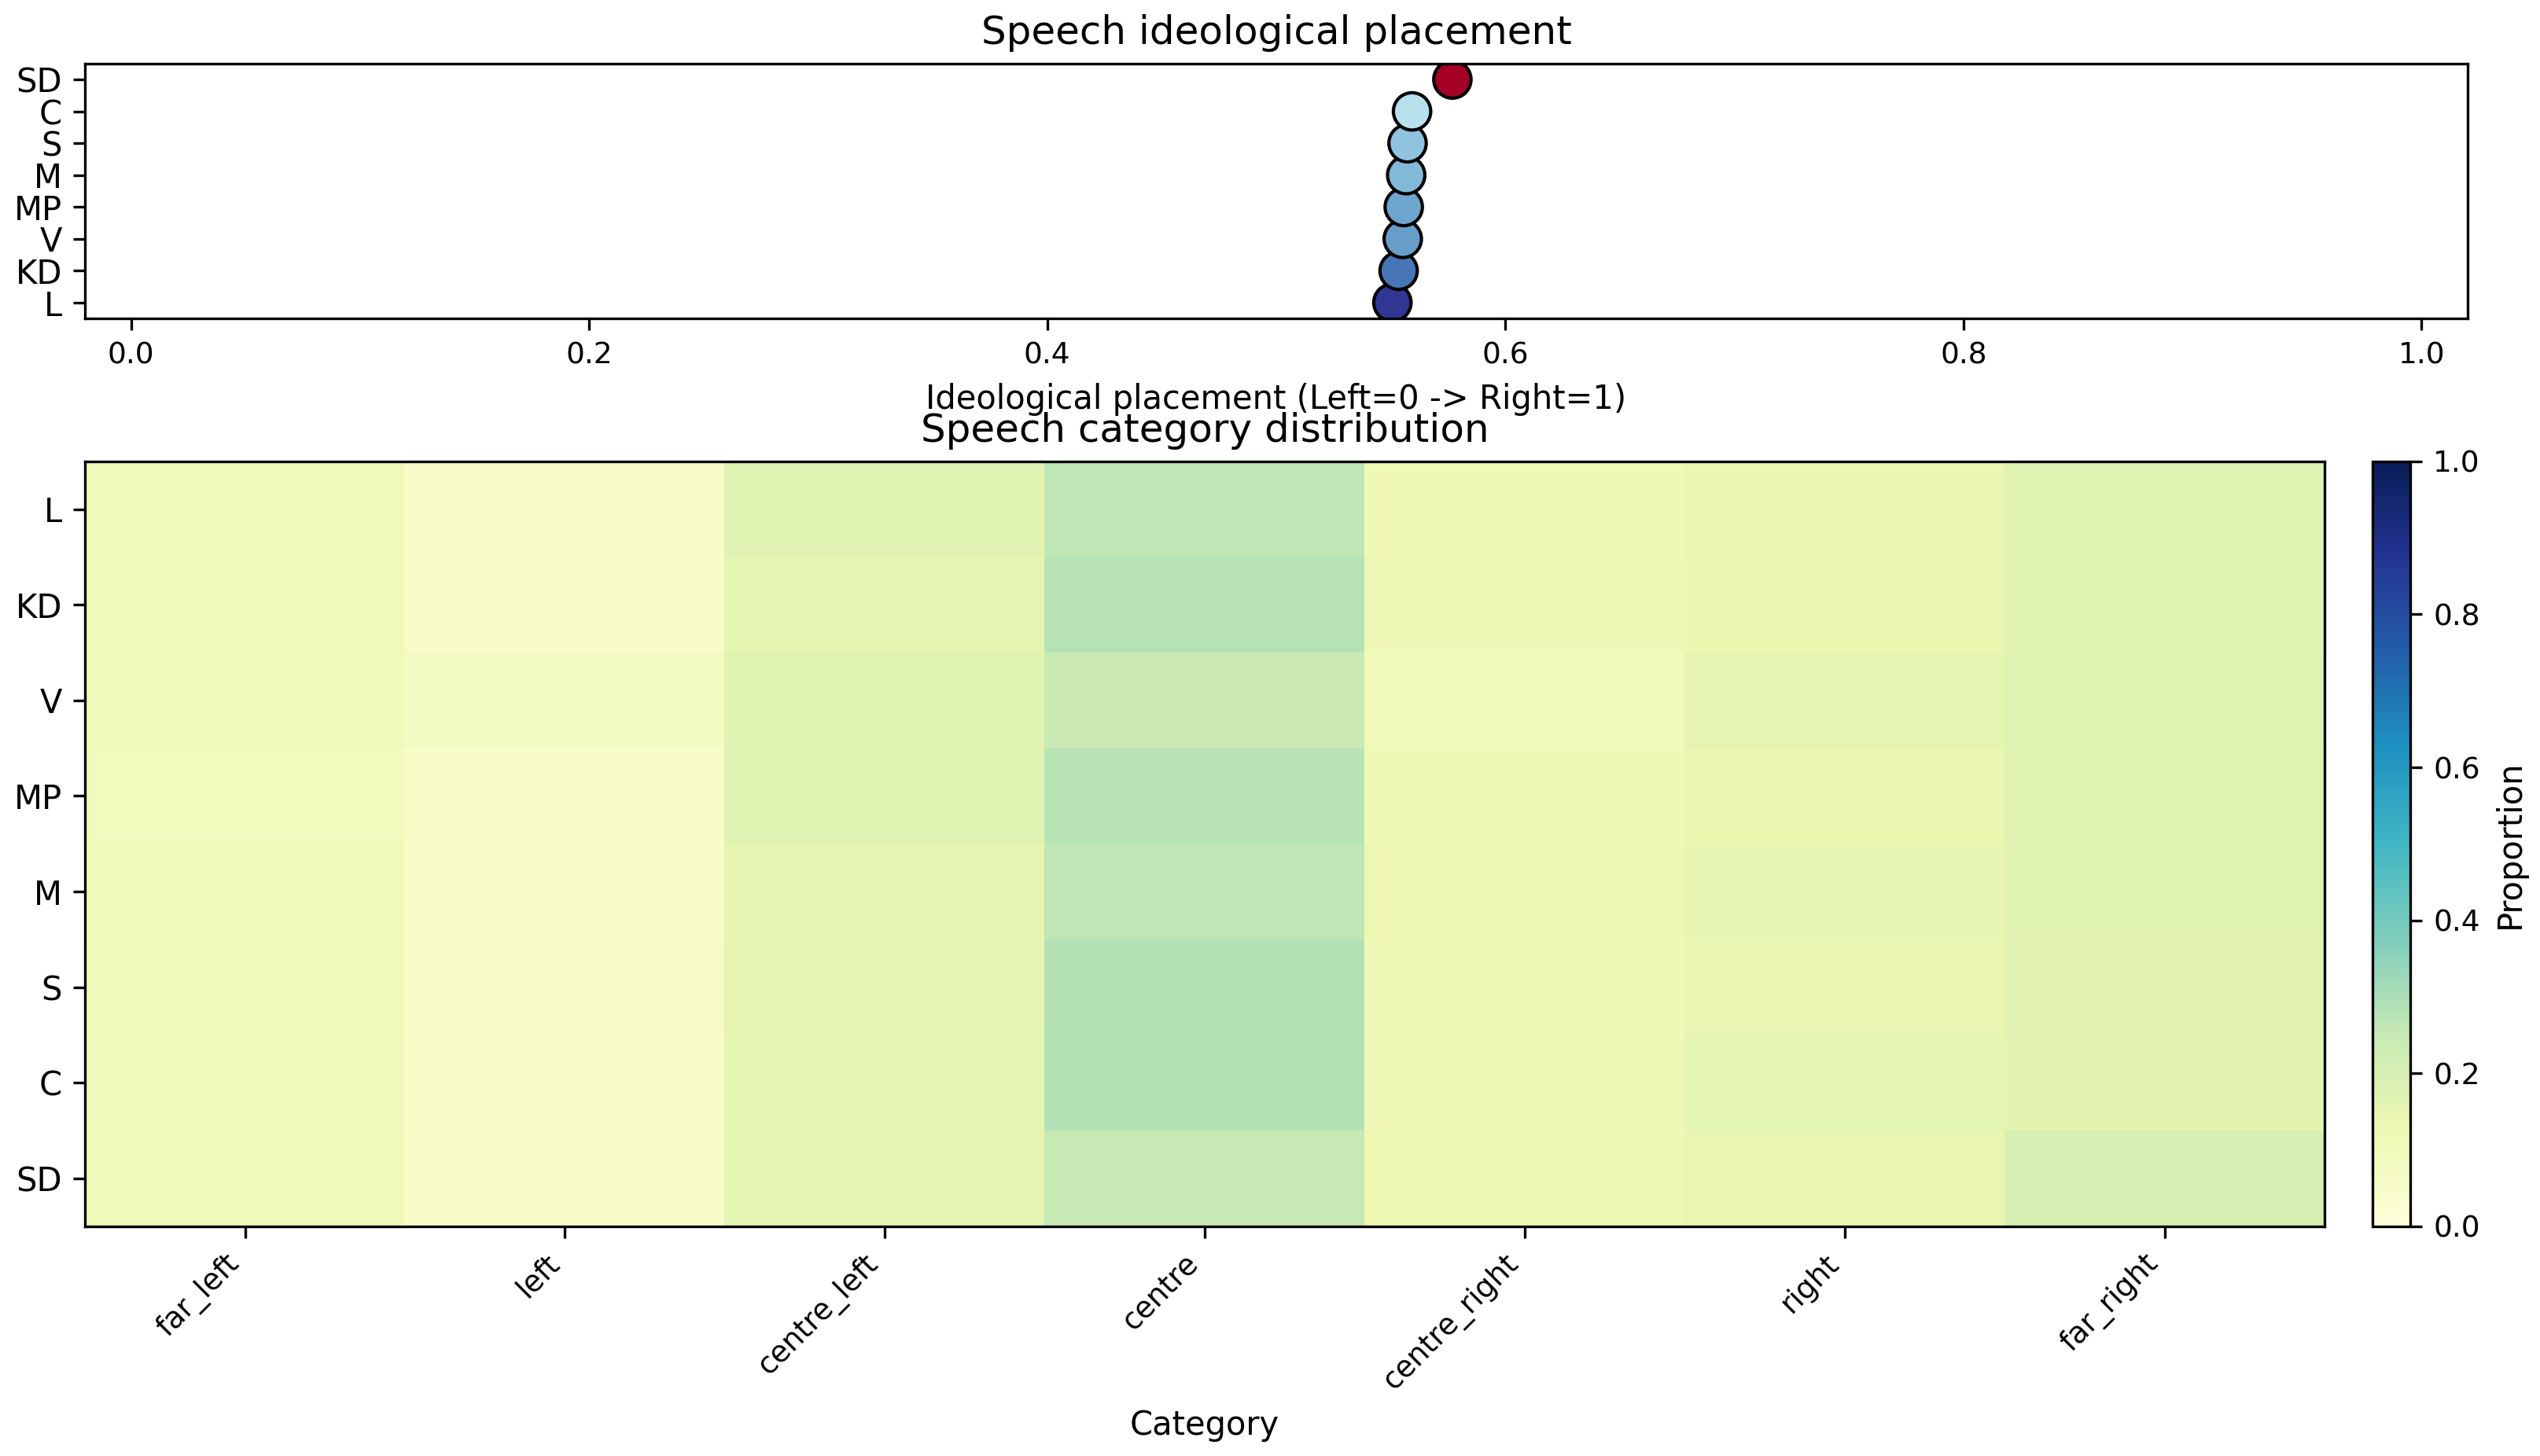 Speech ideological placement
SD
C
S
M
MP
V
KD
L
0.0 0.2 0.4 0.6 0.8 1.0
Ideological placement (Left=0 -> Right=1)
Speech category distribution
L
KD
V
MP
M
S
C
SD
far_left left centre_left centre centre_right right far_right
Category
1.0
0.8
0.6
0.4
0.2
0.0
Proportion